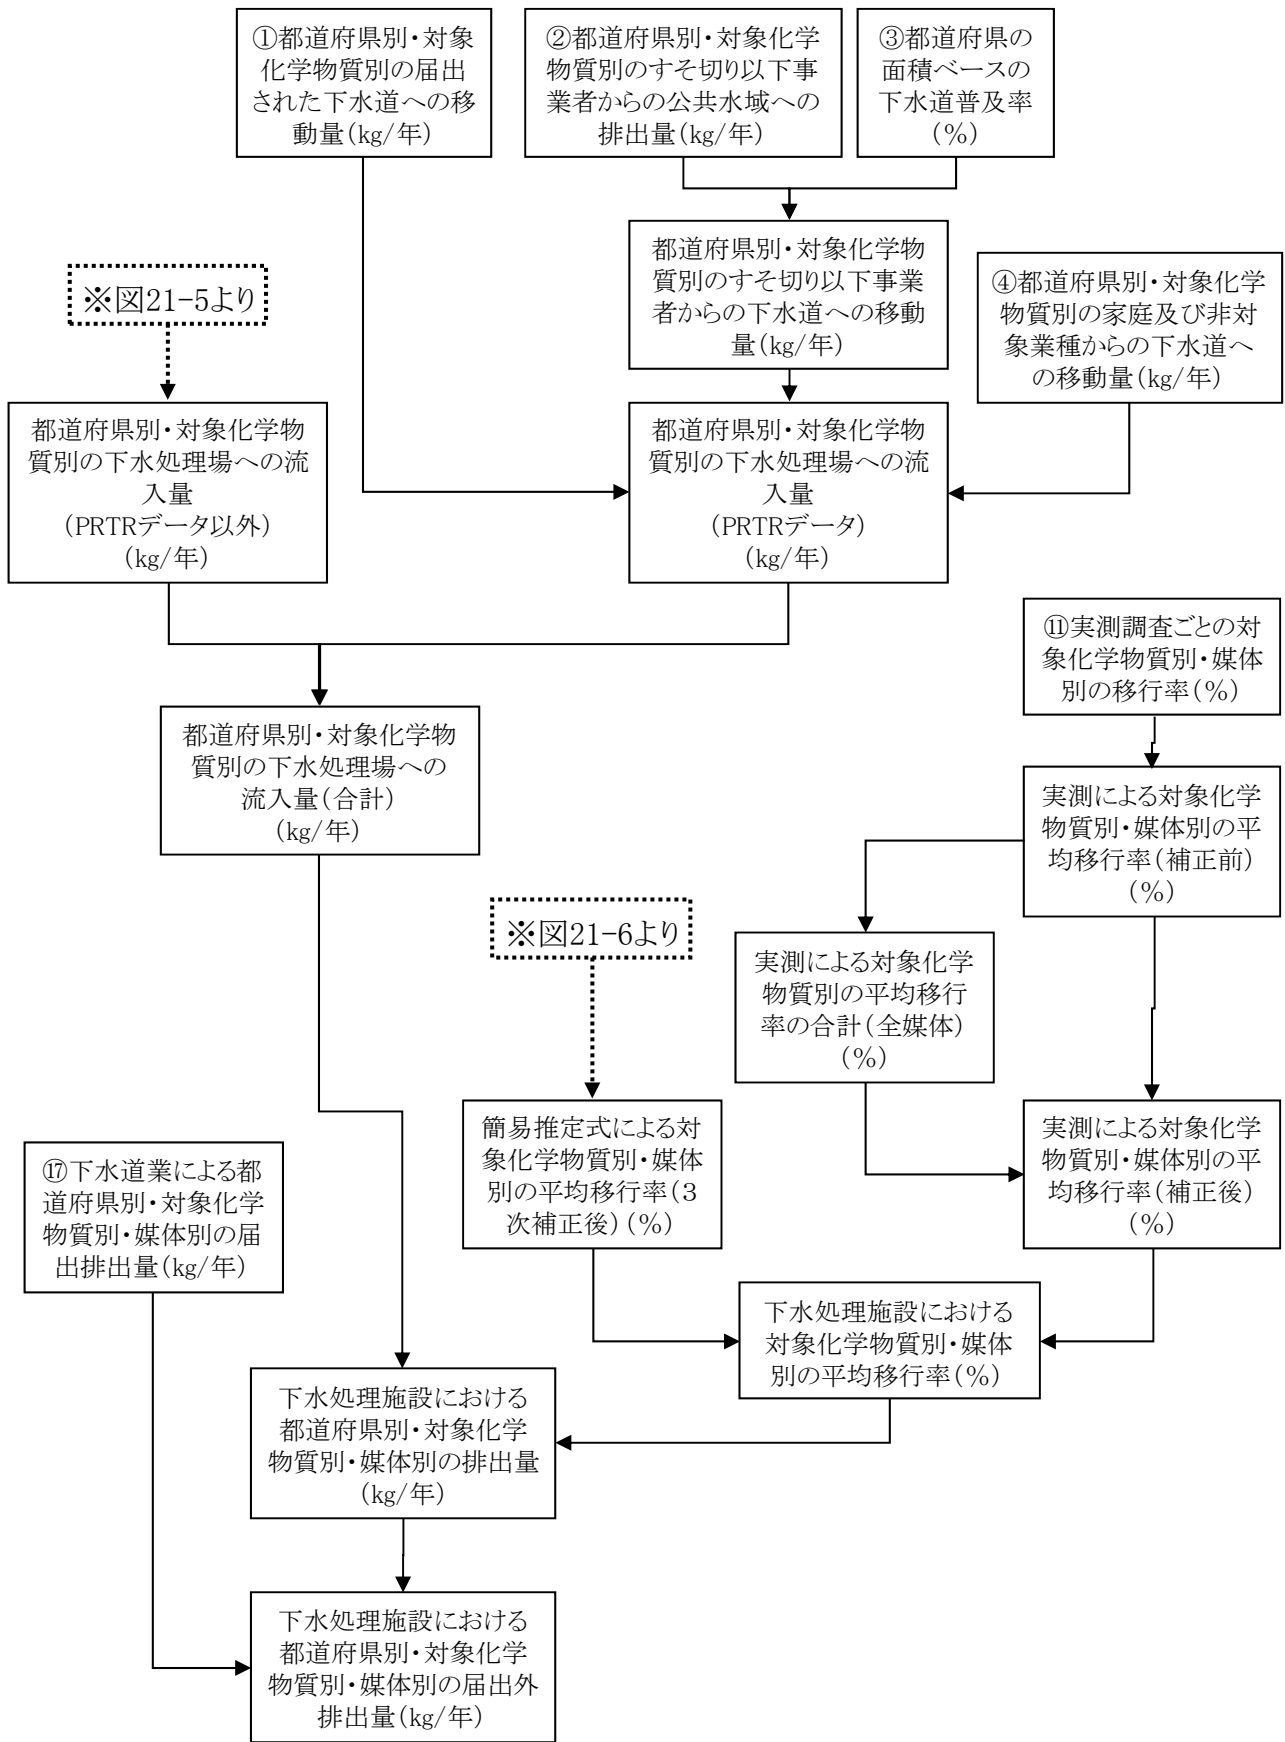 ①都道府県別・対象
化学物質別の届出
された下水道への移
動量(kg/年)
②都道府県別・対象化学
物質別のすそ切り以下事
業者からの公共水域への
排出量(kg/年)
③都道府県の
面積ベースの
下水道普及率
(%)
都道府県別・対象化学物
質別のすそ切り以下事業
者からの下水道への移動
量(kg/年)
④都道府県別・対象化学
物質別の家庭及び非対
象業種からの下水道へ
の移動量(kg/年)
※図21-5より
都道府県別・対象化学物
質別の下水処理場への流
入量
(PRTRデータ以外)
(kg/年)
都道府県別・対象化学物
質別の下水処理場への流
入量
(PRTRデータ)
(kg/年)
⑪実測調査ごとの対
象化学物質別・媒体
別の移行率(%)
都道府県別・対象化学物
質別の下水処理場への
流入量(合計)
(kg/年)
実測による対象化学
物質別・媒体別の平
均移行率(補正前)
(%)
※図21-6より
実測による対象化学
物質別の平均移行
率の合計(全媒体)
(%)
簡易推定式による対
象化学物質別・媒体
別の平均移行率(3
次補正後)(%)
実測による対象化学
物質別・媒体別の平
均移行率(補正後)
(%)
⑰下水道業による都
道府県別・対象化学
物質別・媒体別の届
出排出量(kg/年)
下水処理施設における
対象化学物質別・媒体
別の平均移行率(%)
下水処理施設における
都道府県別・対象化学
物質別・媒体別の排出量
(kg/年)
下水処理施設における
都道府県別・対象化学
物質別・媒体別の届出外
排出量(kg/年)